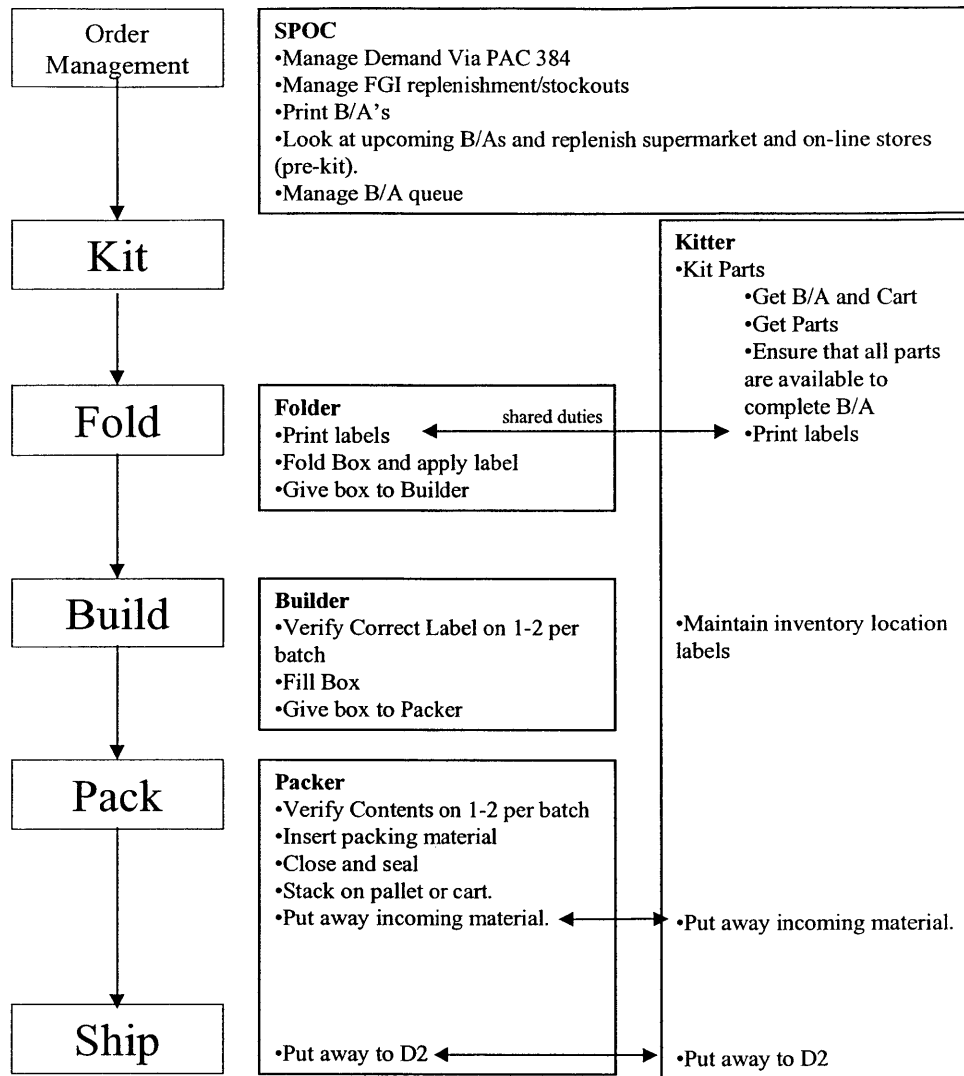 Order
Management
SPOC
•Manage Demand Via PAC 384
•Manage FGI replenishment/stockouts
•Print B/A's
•Look at upcoming B/As and replenish supermarket and on-line stores
(pre-kit).
•Manage B/A queue
Kit
Kitter
•Kit Parts
•Get B/A and Cart
•Get Parts
•Ensure that all parts
are available to
complete B/A
•Print labels
Fold
Folder
•Print labels
•Fold Box and apply label
•Give box to Builder
shared duties
Build
Builder
•Verify Correct Label on 1-2 per
batch
•Fill Box
•Give box to Packer
•Maintain inventory location
labels
Pack
Packer
•Verify Contents on 1-2 per batch
•Insert packing material
•Close and seal
•Stack on pallet or cart.
•Put away incoming material.
•Put away incoming material.
Ship
•Put away to D2
•Put away to D2